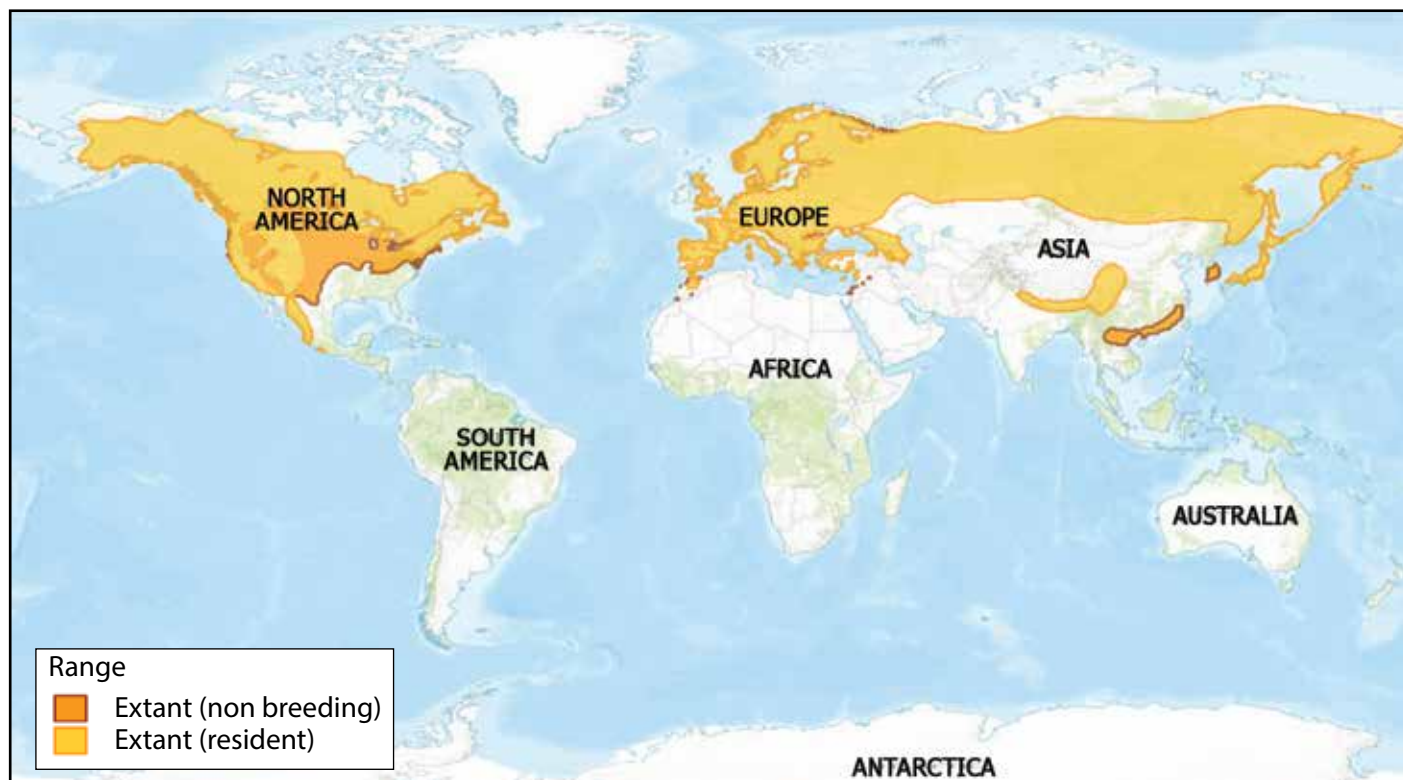 NORTH
AMERICA
EUROPE
ASIA
AFRICA
SOUTH
AMERICA
AUSTRALIA
Range
Extant (non breeding)
Extant (resident)
ANTARCTICA